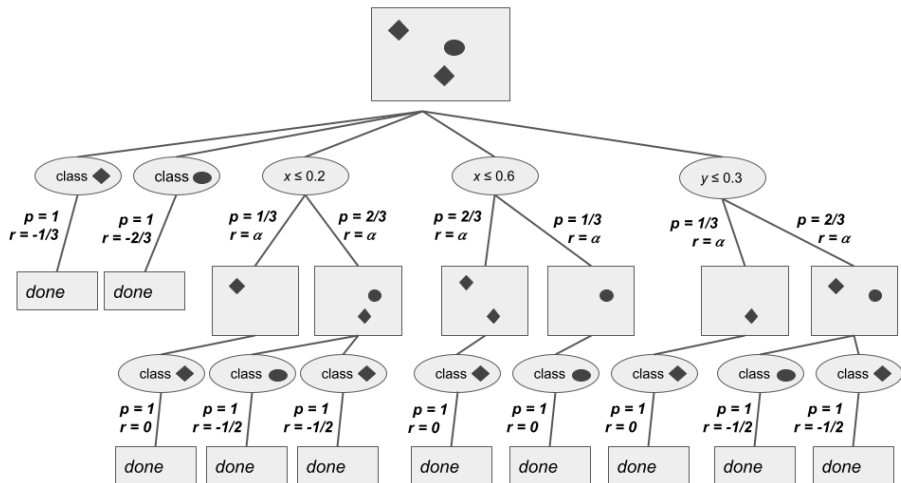 class
class
x ≤ 0.2
x ≤ 0.6
y ≤ 0.3
p = 1
r = -1/3
p = 1
r = -2/3
p = 1/3
r = α
p = 2/3
r = α
p = 2/3
r = α
p = 1/3
r = α
p = 1/3
r = α
p = 2/3
r = α
done
done
class
class
class
class
class
class
class
class
p = 1
r = 0
p = 1
r = -1/2
p = 1
r = -1/2
p = 1
r = 0
p = 1
r = 0
p = 1
r = 0
p = 1
r = -1/2
p = 1
r = -1/2
done
done
done
done
done
done
done
done